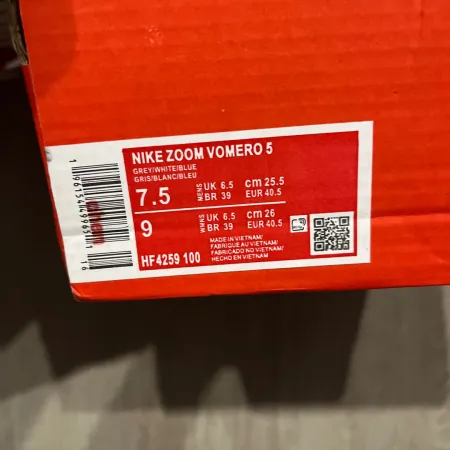 NIKE ZOOM VOMERO 5
GREY/WHITE/BLUE
GRIS/BLANC/BLEU
7.5 MENS UK 6.5 cm 25.5
BR 39 EUR 40.5
9 WMNS UK 6.5 cm 26
BR 39 EUR 40.5
MADE IN VIETNAM/
FABRIQUE AU VIETNAM/
FABRICADO NO VIETNAM/
HECHO EN VIETNAM
HF4259 100
16